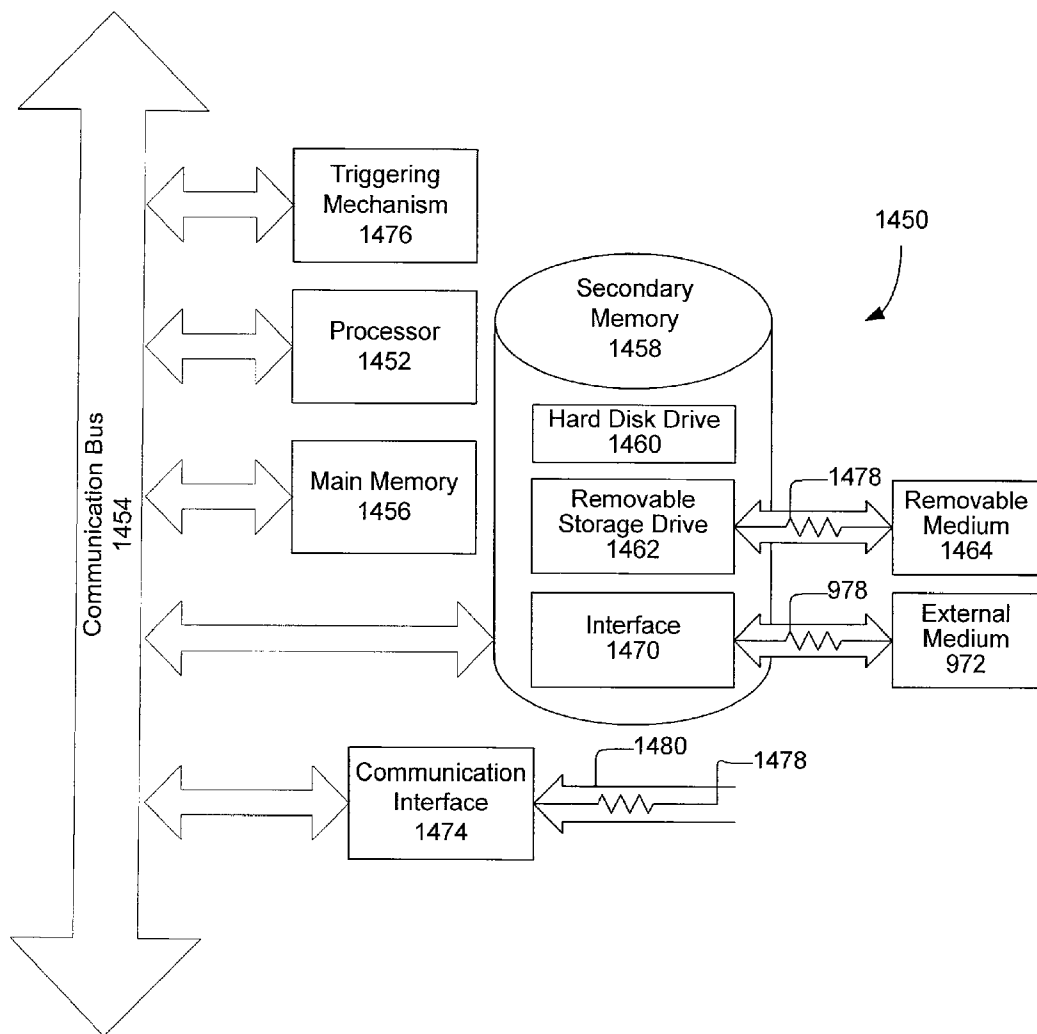 Communication Bus
1454
Triggering
Mechanism
1476
Processor
1452
Main Memory
1456
Secondary
Memory
1458
1450
Hard Disk Drive
1460
Removable
Storage Drive
1462
1478
Removable
Medium
1464
Interface
1470
978
External
Medium
972
Communication
Interface
1474
1480
1478